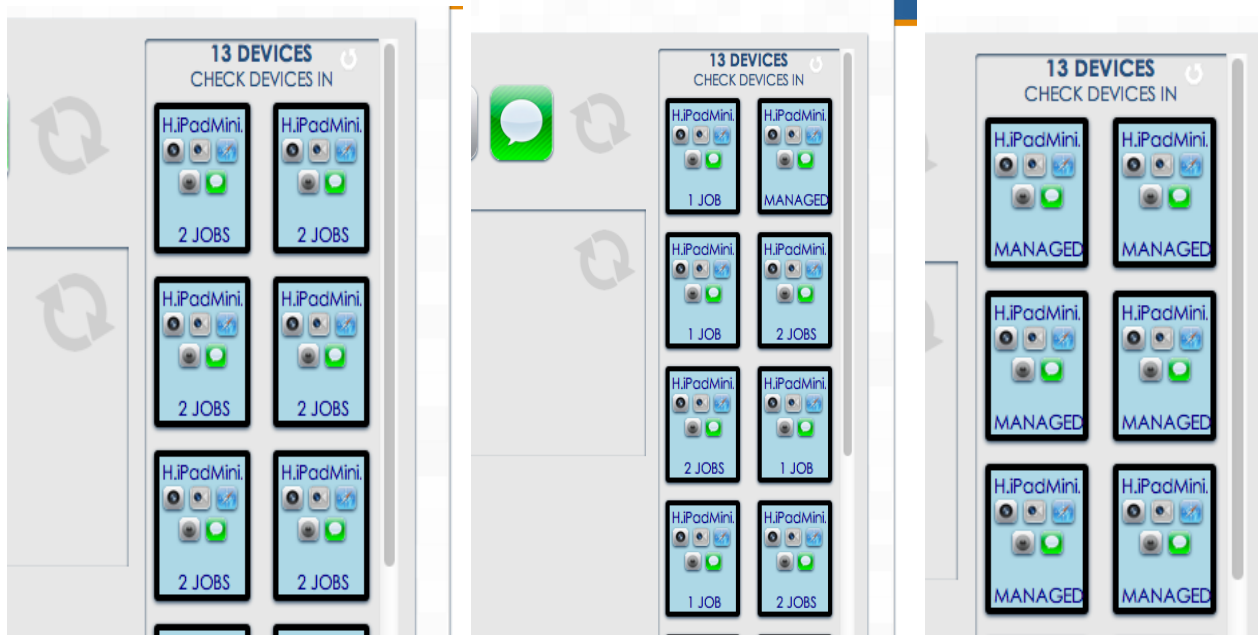 13 DEVICES
CHECK DEVICES IN
H.iPadMini.
H.iPadMini.
2 JOBS
2 JOBS
H.iPadMini.
H.iPadMini.
2 JOBS
2 JOBS
H.iPadMini.
H.iPadMini.
2 JOBS
2 JOBS
13 DEVICES
CHECK DEVICES IN
H.iPadMini.
H.iPadMini.
1 JOB
MANAGED
H.iPadMini.
H.iPadMini.
1 JOB
2 JOBS
H.iPadMini.
H.iPadMini.
2 JOBS
1 JOB
H.iPadMini.
H.iPadMini.
1 JOB
2 JOBS
13 DEVICES
CHECK DEVICES IN
H.iPadMini.
H.iPadMini.
MANAGED
MANAGED
H.iPadMini.
H.iPadMini.
MANAGED
MANAGED
H.iPadMini.
H.iPadMini.
MANAGED
MANAGED